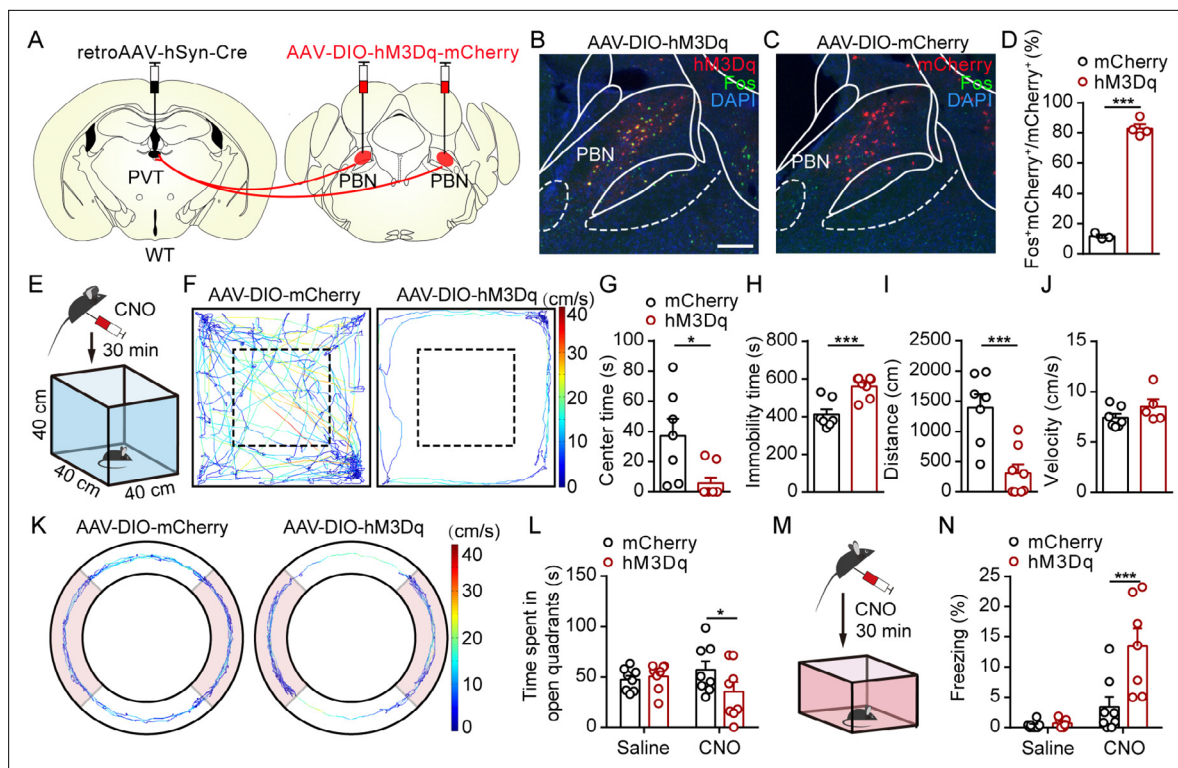 A
retroAAV-hSyn-Cre
AAV-DIO-hM3Dq-mCherry
PVT
PBN
PBN
WT
B
AAV-DIO-hM3Dq
hM3Dq
Fos
DAPI
PBN
C
AAV-DIO-mCherry
mCherry
Fos
DAPI
PBN
D
mCherry
hM3Dq
Fos⁺mCherry⁺/mCherry⁺ (%)
100
80
60
40
20
0
***
E
CNO
30 min
40 cm
40 cm
40 cm
F
AAV-DIO-mCherry
AAV-DIO-hM3Dq
(cm/s)
40
30
20
10
0
G
mCherry
hM3Dq
Center time (s)
100
80
60
40
20
0
*
H
Immobility time (s)
800
600
400
200
0
***
I
Distance (cm)
2500
2000
1500
1000
500
0
***
J
Velocity (cm/s)
15
10
5
0
K
AAV-DIO-mCherry
AAV-DIO-hM3Dq
(cm/s)
40
30
20
10
0
L
mCherry
hM3Dq
Time spent in
open quadrants (s)
150
100
50
0
*
Saline
CNO
M
CNO
30 min
N
mCherry
hM3Dq
Freezing (%)
25
20
15
10
5
0
***
Saline
CNO